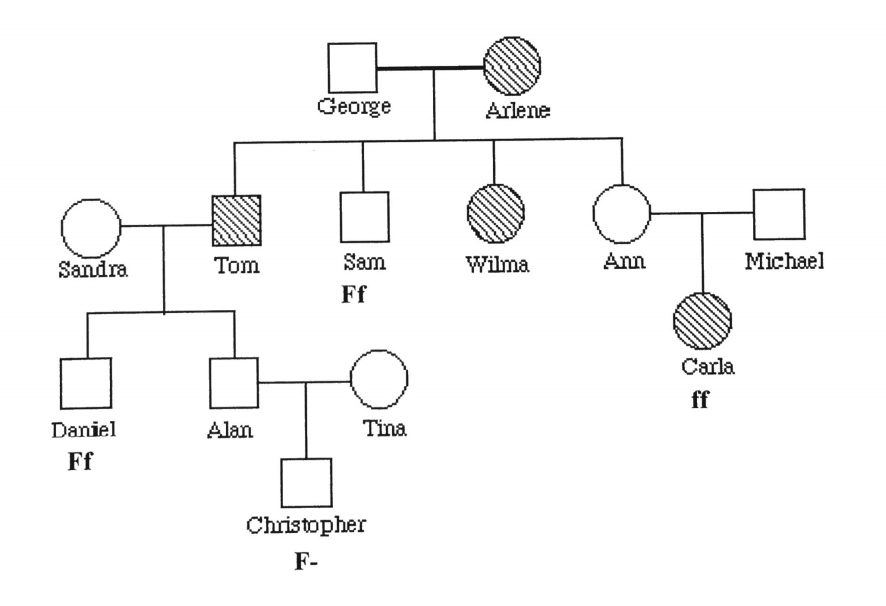 George
Arlene
Sandra
Tom
Sam
Wilma
Ann
Michael
Ff
Carla
ff
Daniel
Alan
Tina
Ff
Christopher
F-